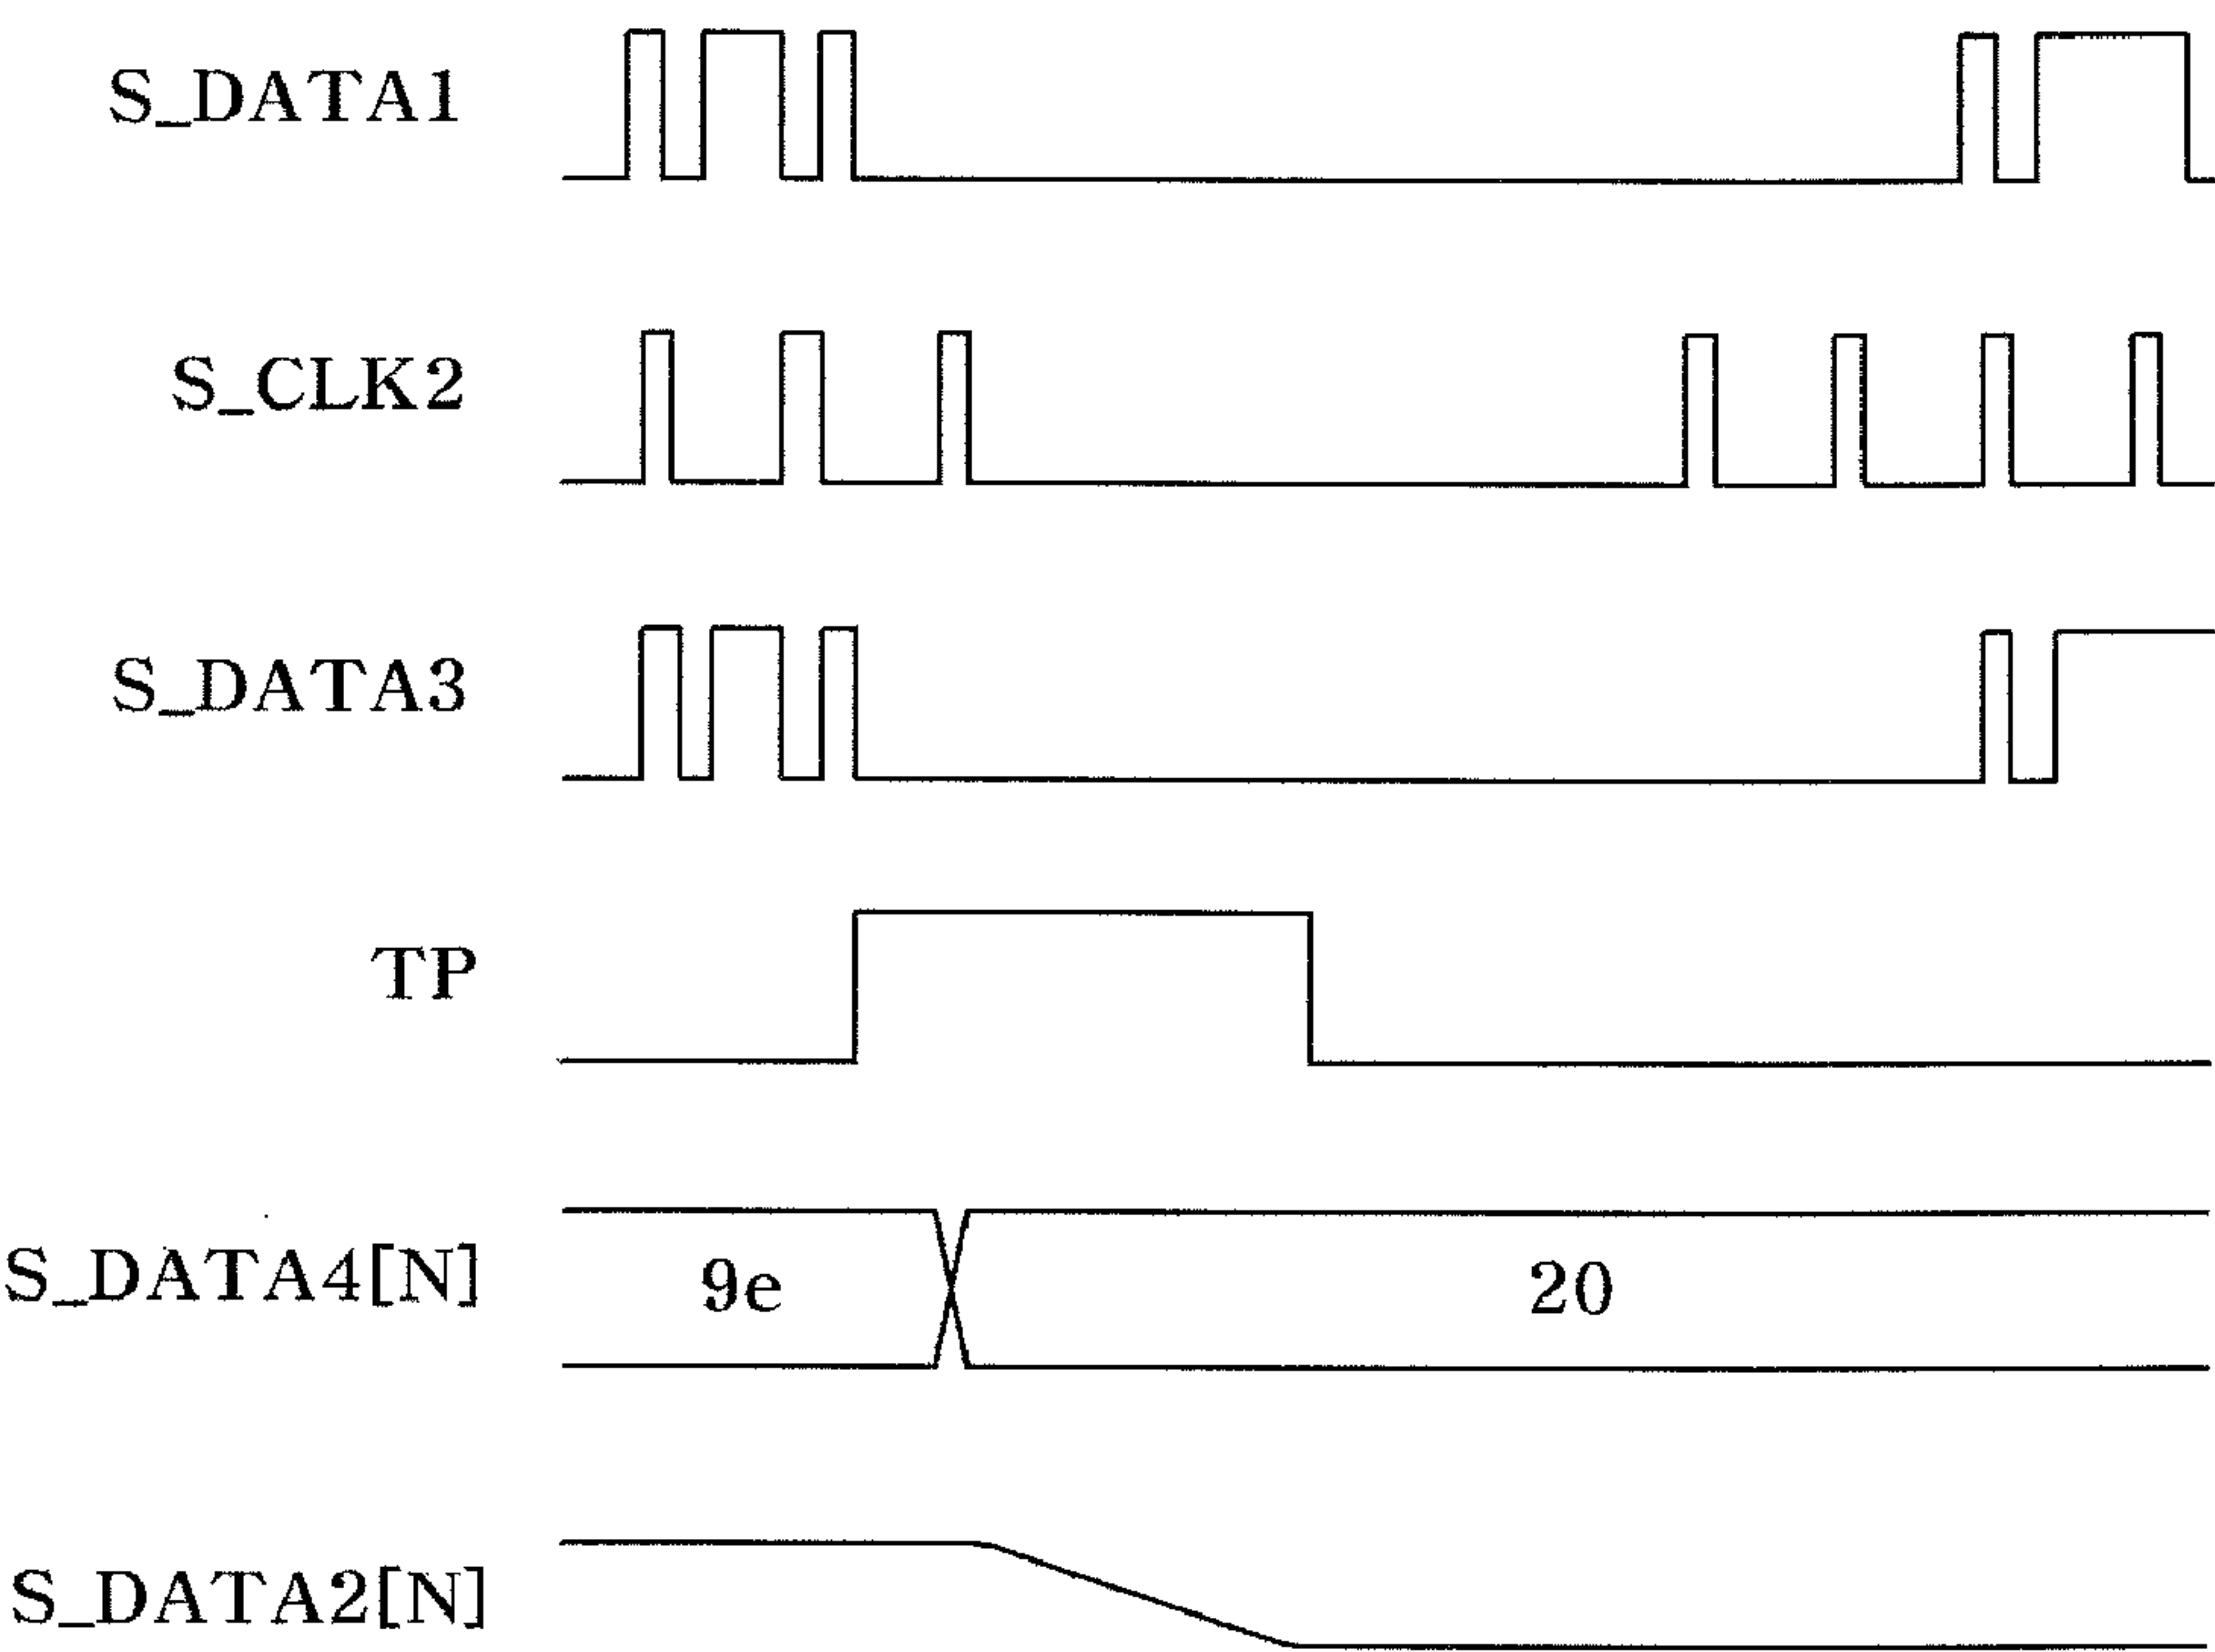 S_DATA1
S_CLK2
S_DATA3
TP
S_DATA4[N] 9e 20
S_DATA2[N]